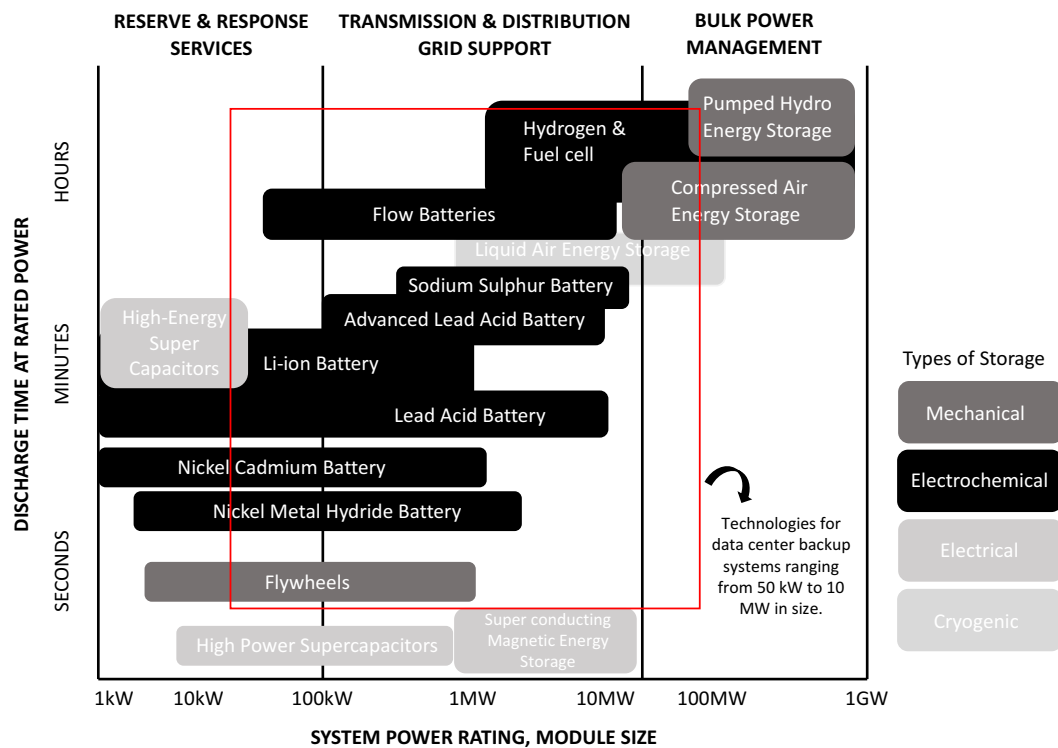 RESERVE & RESPONSE
SERVICES
TRANSMISSION & DISTRIBUTION
GRID SUPPORT
BULK POWER
MANAGEMENT
DISCHARGE TIME AT RATED POWER
HOURS
MINUTES
SECONDS
Pumped Hydro
Energy Storage
Hydrogen &
Fuel cell
Compressed Air
Energy Storage
Flow Batteries
Liquid Air Energy Storage
Sodium Sulphur Battery
High-Energy
Super
Capacitors
Advanced Lead Acid Battery
Li-ion Battery
Lead Acid Battery
Nickel Cadmium Battery
Nickel Metal Hydride Battery
Flywheels
High Power Supercapacitors
Super conducting
Magnetic Energy
Storage
Technologies for
data center backup
systems ranging
from 50 kW to 10
MW in size.
Types of Storage
Mechanical
Electrochemical
Electrical
Cryogenic
1kW 10kW 100kW 1MW 10MW 100MW 1GW
SYSTEM POWER RATING, MODULE SIZE